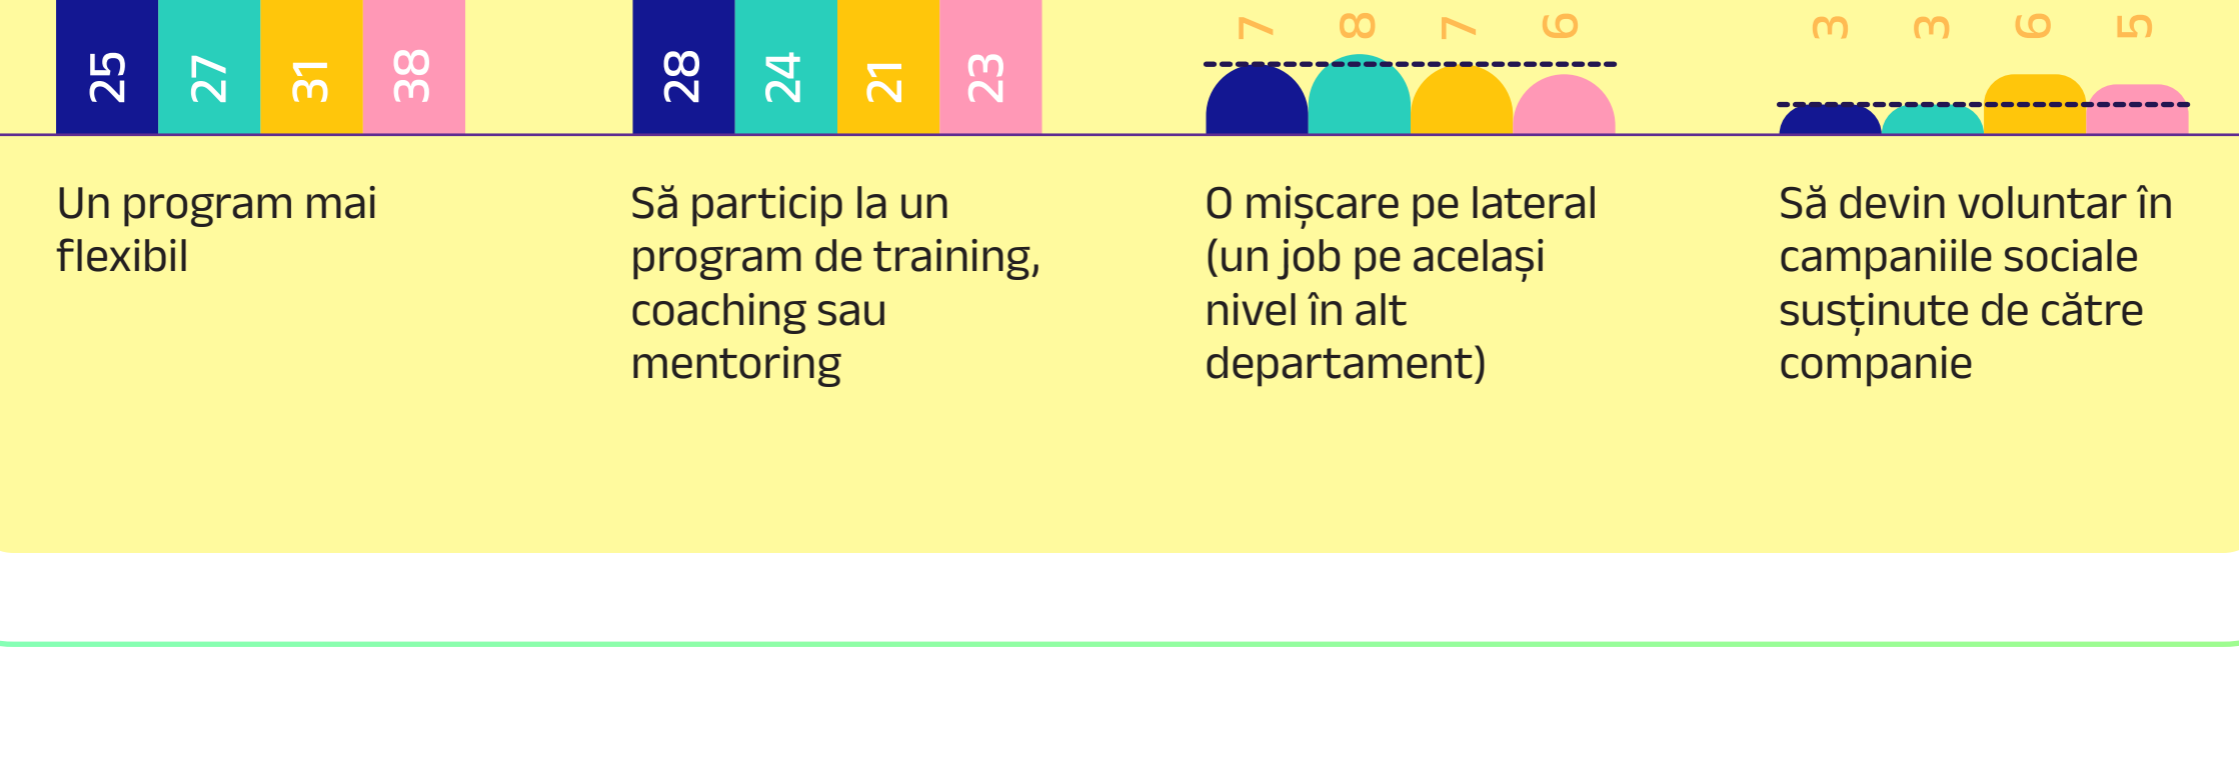 25 27 31 38 28 24 21 23 7 8 7 6 3 3 6 5
Un program mai
flexibil
Să particip la un
program de training,
coaching sau
mentoring
O mișcare pe lateral
(un job pe același
nivel în alt
departament)
Să devin voluntar în
campaniile sociale
susținute de către
companie